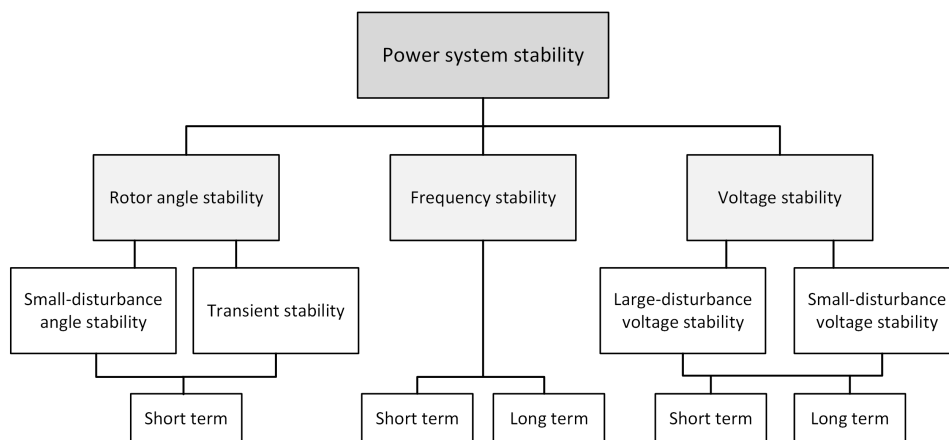 Power system stability
Rotor angle stability
Frequency stability
Voltage stability
Small-disturbance
angle stability
Transient stability
Large-disturbance
voltage stability
Small-disturbance
voltage stability
Short term
Short term
Long term
Short term
Long term